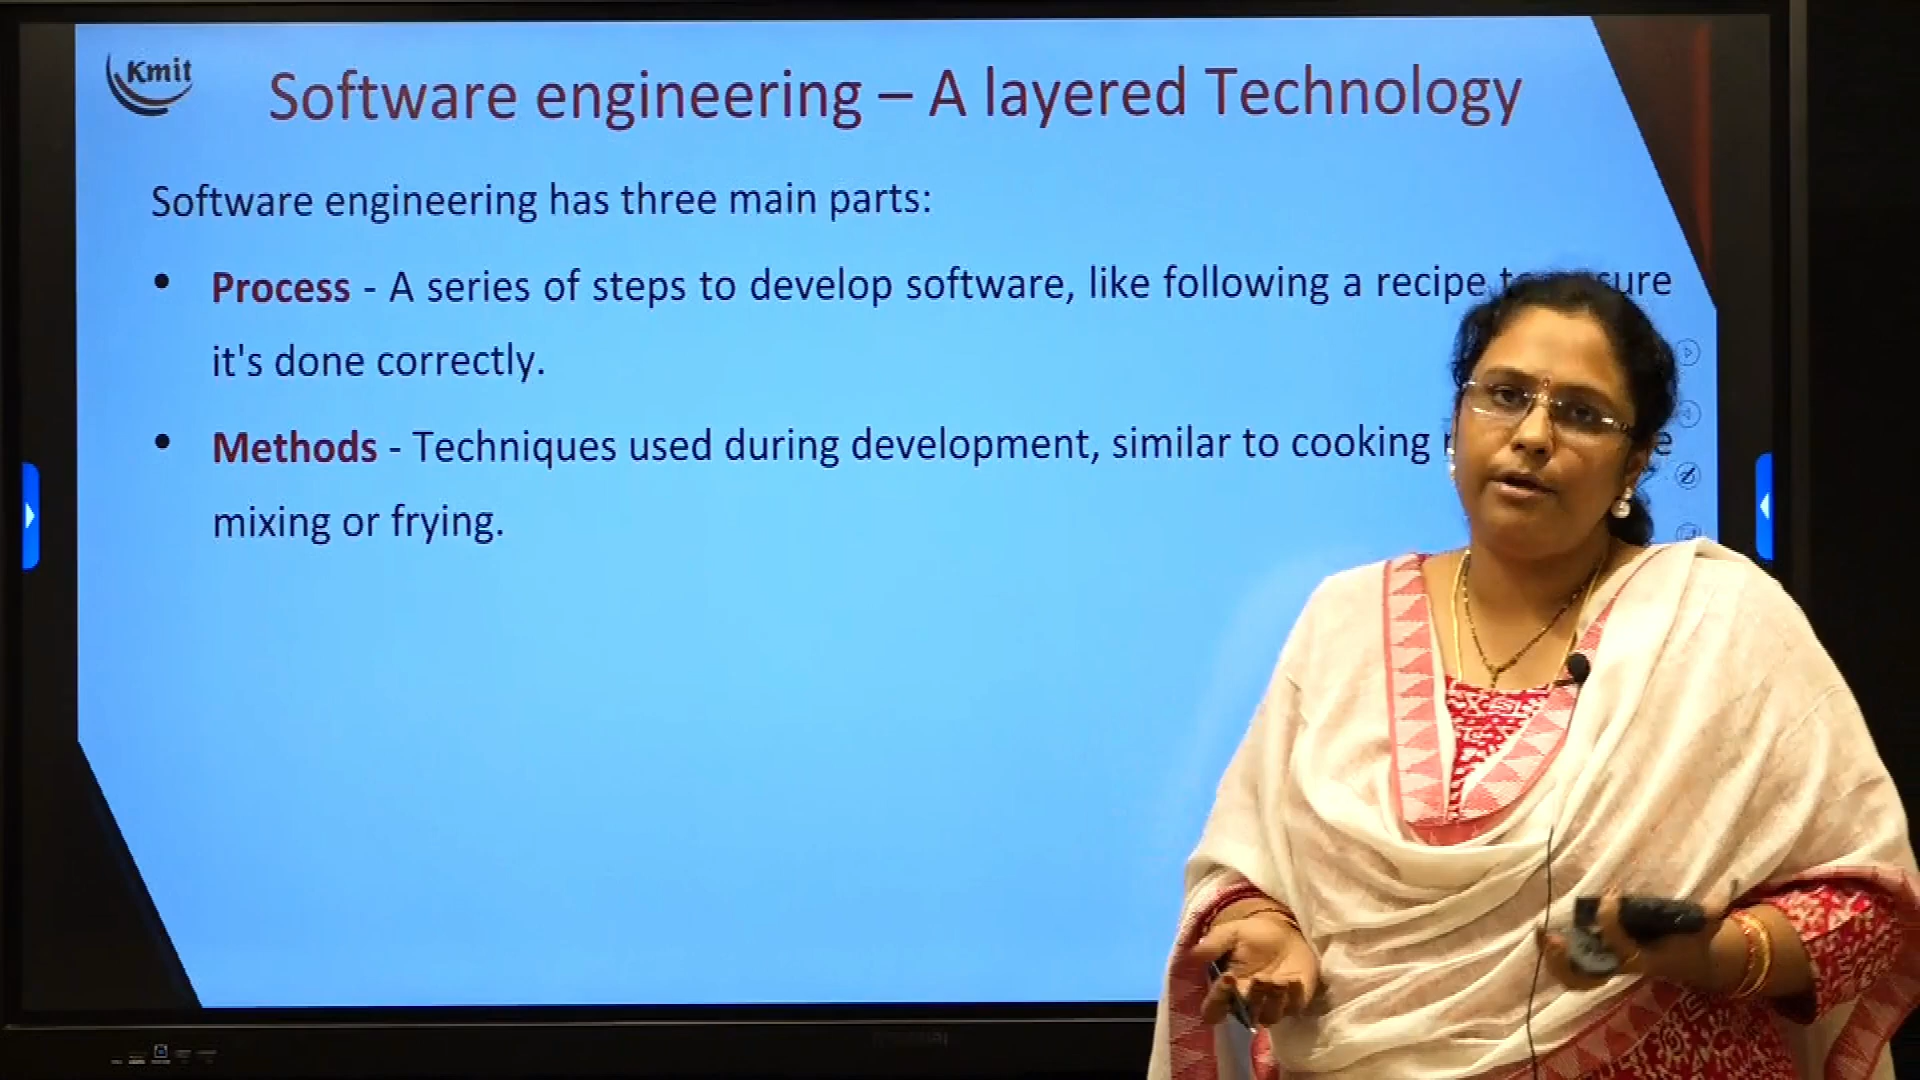 Kmit
Software engineering – A layered Technology
Software engineering has three main parts:
• Process - A series of steps to develop software, like following a recipe
it's done correctly.
• Methods - Techniques used during development, similar to cooking
mixing or frying.